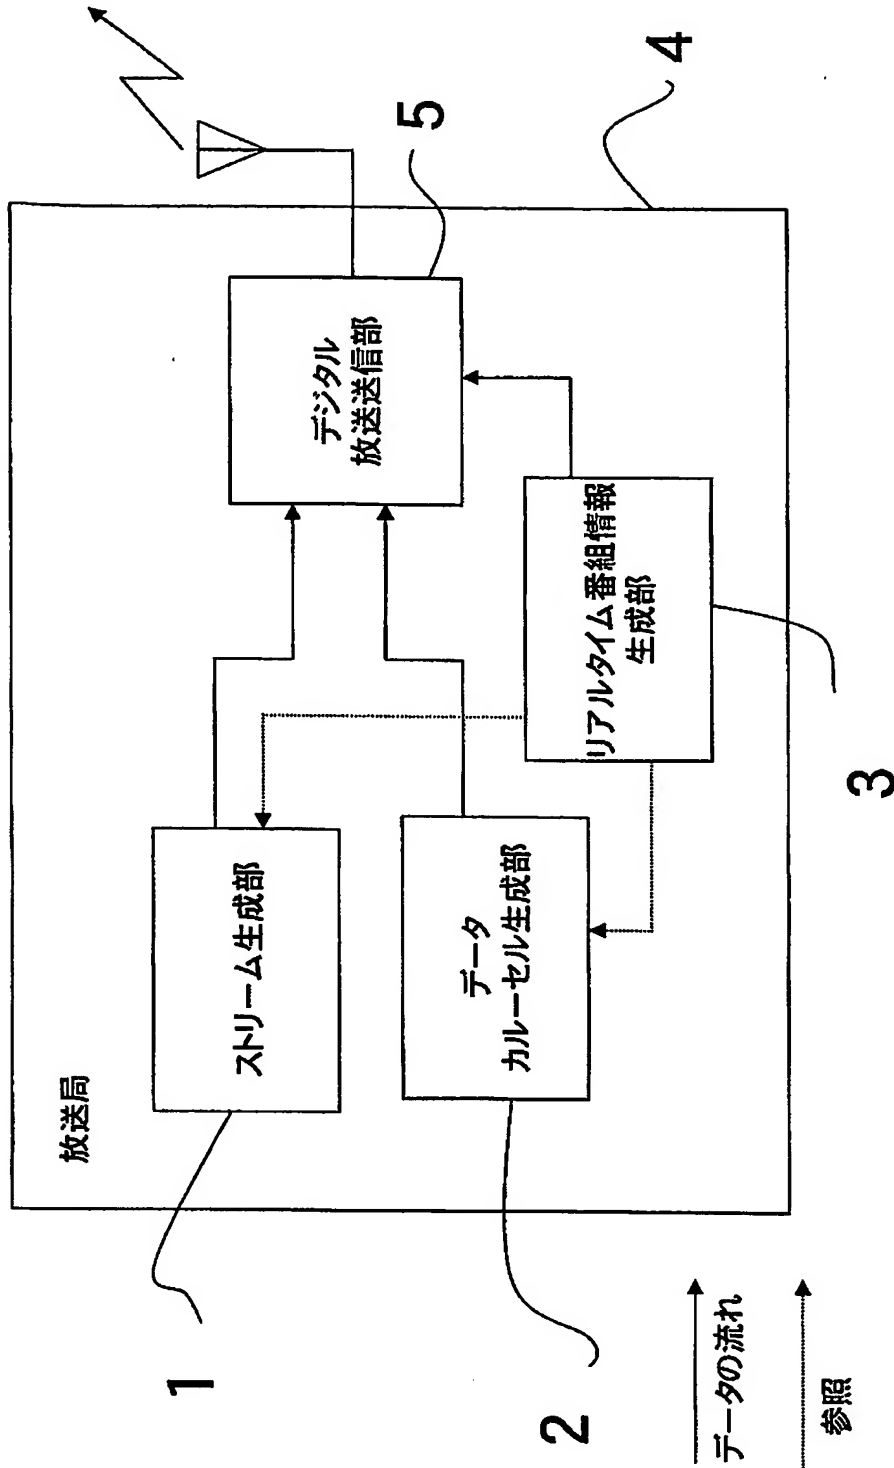 放送局
ストリーム生成部
データ
カルーセル生成部
リアルタイム番組情報
生成部
デジタル
放送送信部
1
2
3
4
5
データの流れ
参照